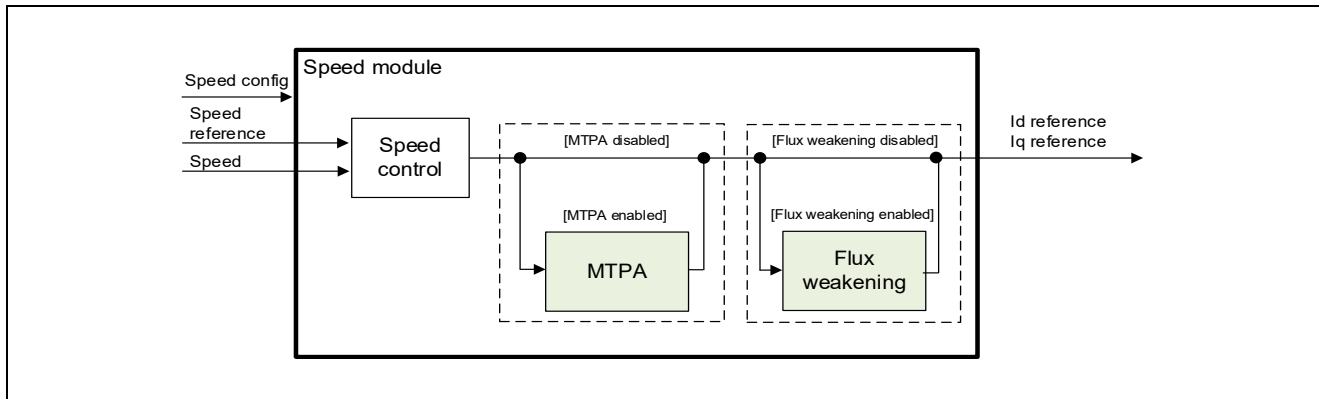 Speed module
Speed config
Speed
reference
Speed
Speed
control
[MTPA disabled]
[MTPA enabled]
MTPA
[Flux weakening disabled]
[Flux weakening enabled]
Flux
weakening
Id reference
Iq reference